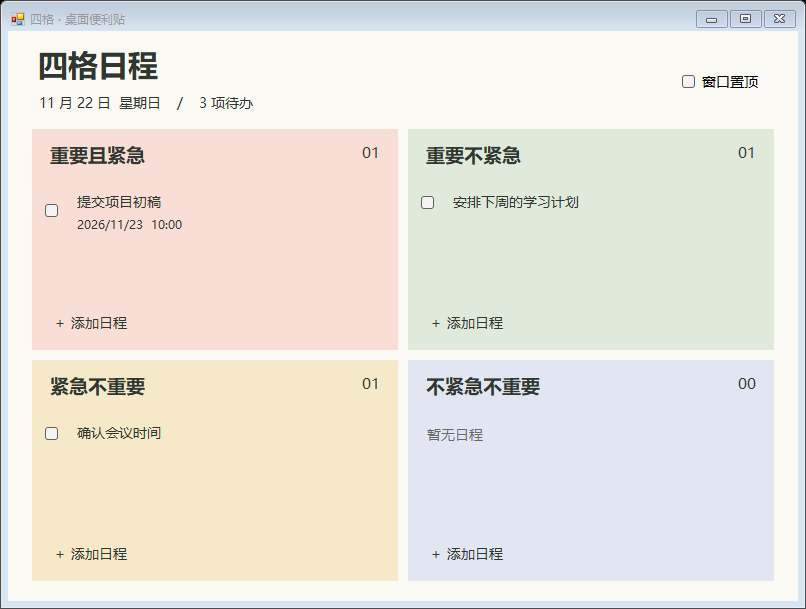 四格 · 桌面便利贴
四格日程
窗口置顶
11 月 22 日 星期日 / 3 项待办
重要且紧急 01
提交项目初稿
2026/11/23 10:00
+ 添加日程
重要不紧急 01
安排下周的学习计划
+ 添加日程
紧急不重要 01
确认会议时间
+ 添加日程
不紧急不重要 00
暂无日程
+ 添加日程